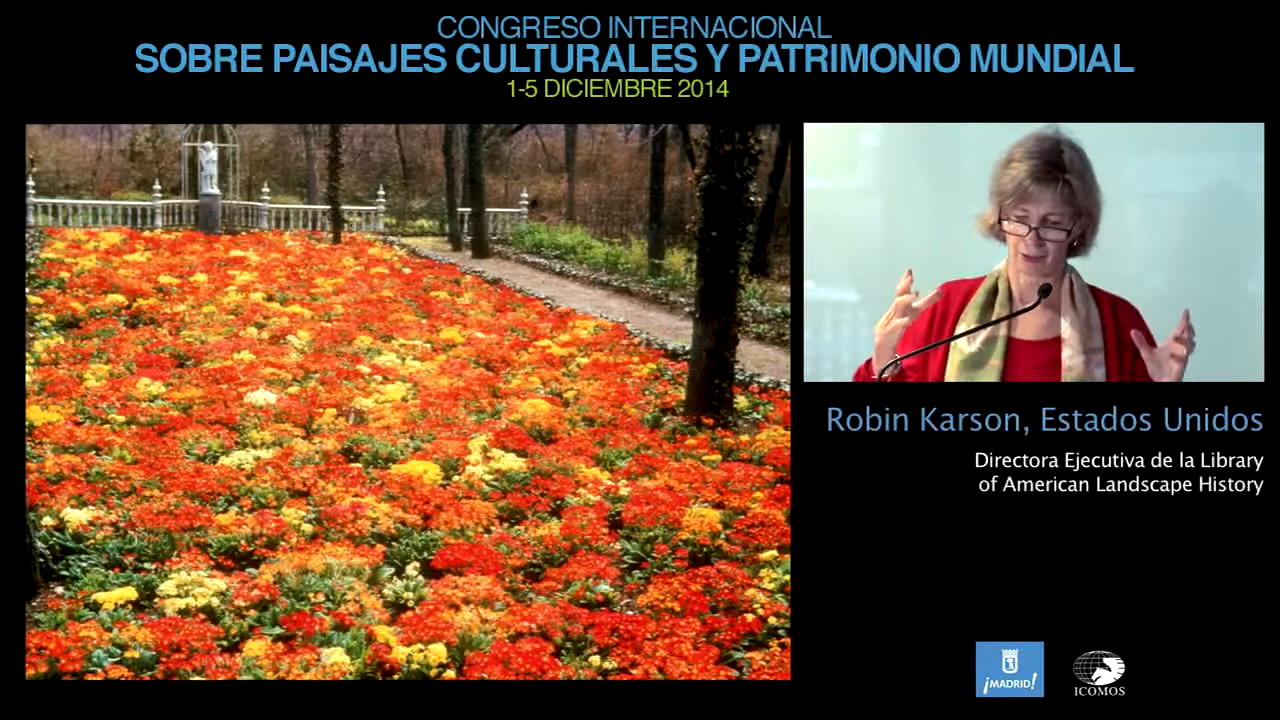 CONGRESO INTERNACIONAL
SOBRE PAISAJES CULTURALES Y PATRIMONIO MUNDIAL
1-5 DICIEMBRE 2014
Robin Karson, Estados Unidos
Directora Ejecutiva de la Library
of American Landscape History
¡MADRID!
ICOMOS